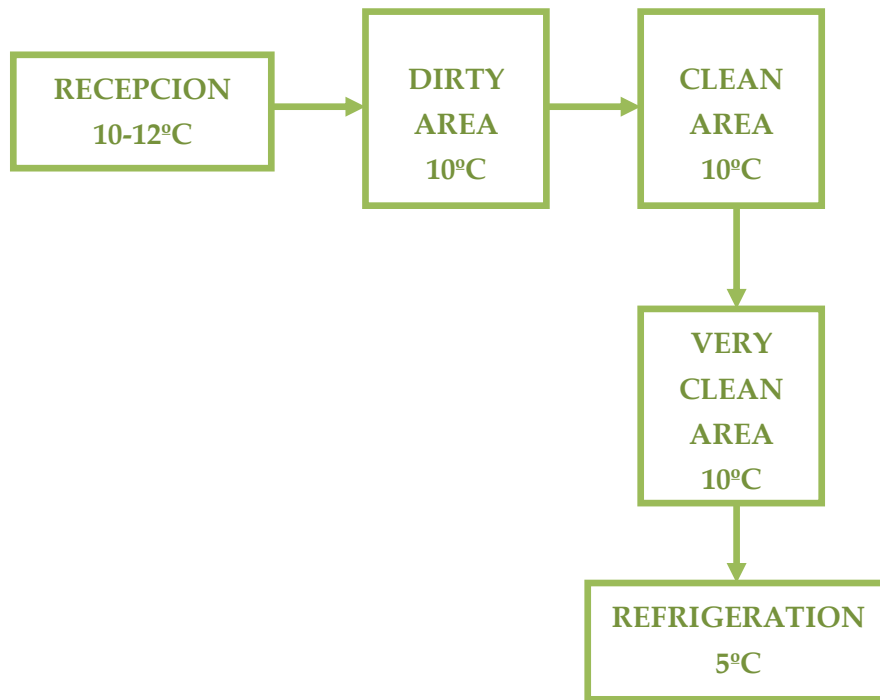 RECEPCION
10-12ºC
DIRTY
AREA
10ºC
CLEAN
AREA
10ºC
VERY
CLEAN
AREA
10ºC
REFRIGERATION
5ºC